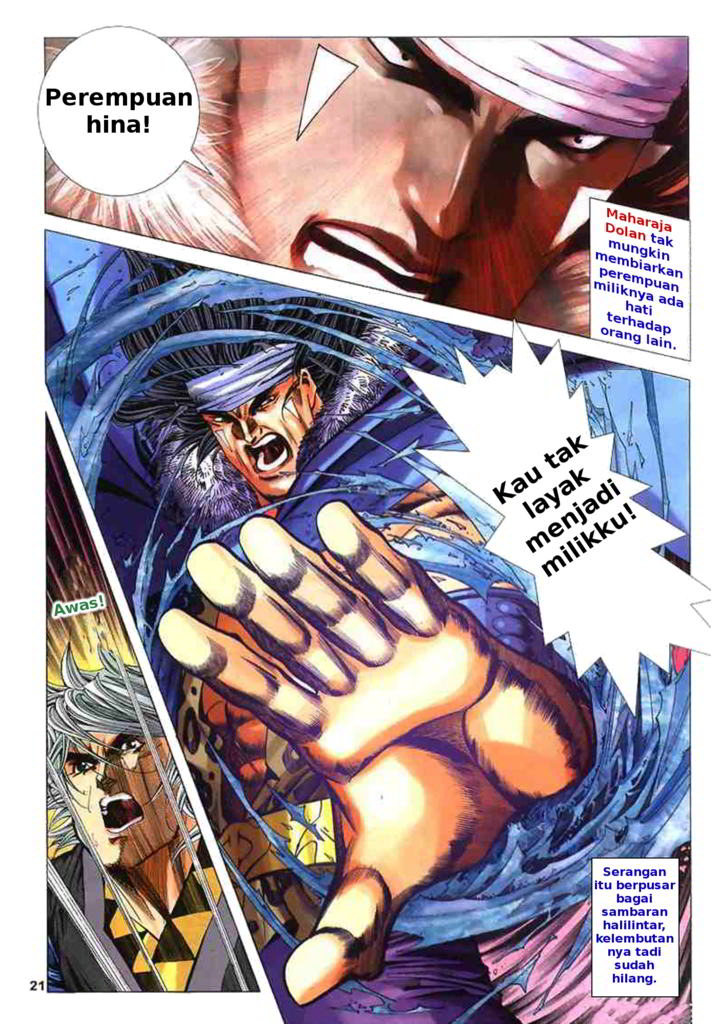 Perempuan
hina!
Maharaja
Dolan tak
mungkin
membiarkan
perempuan
miliknya ada
hati
terhadap
orang lain.
Kau tak
layak
menjadi
milikku!
Awas!
Serangan
itu berpusar
bagai
sambaran
halilintar,
kelembutan
nya tadi
sudah
hilang.
21